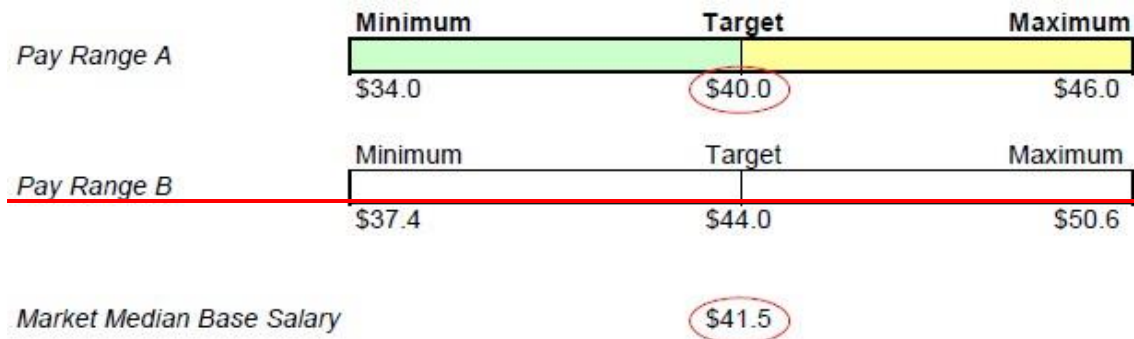 Minimum Target Maximum
Pay Range A
$34.0 $40.0 $46.0
Minimum Target Maximum
Pay Range B
$37.4 $44.0 $50.6
Market Median Base Salary $41.5